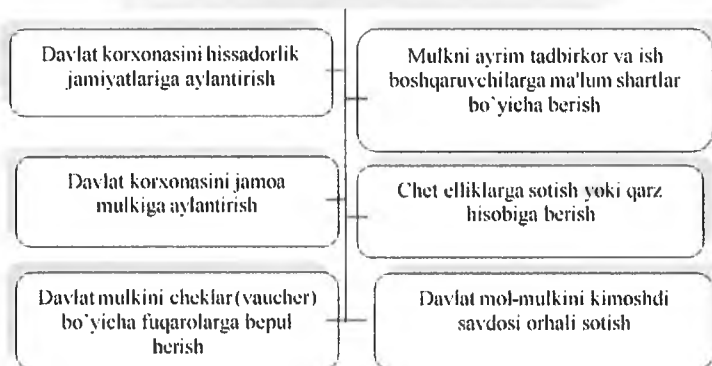 Davlat korxonasini hissadorlik
jamiyatlariga aylantirish
Mulkni ayrim tadbirkor va ish
boshqaruvchilarga ma'lum shartlar
bo`yicha berish
Davlat korxonasini jamoa
mulkiga aylantirish
Chet elliklarga sotish yoki qarz
hisobiga berish
Davlat mulkini cheklar (vaucher)
bo`yicha fuqarolarga bepul
berish
Davlat mol-mulkini kimoshdi
savdosi orhali sotish